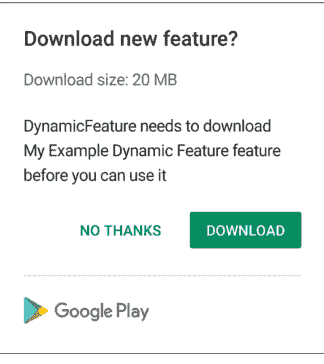 Download new feature?
Download size: 20 MB
DynamicFeature needs to download
My Example Dynamic Feature feature
before you can use it
NO THANKS DOWNLOAD
Google Play